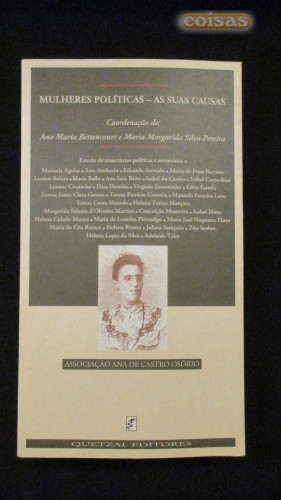 coisas
MULHERES POLÍTICAS – AS SUAS CAUSAS
Coordenação de:
Ana Maria Bettencourt e Maria Margarida Silva Pereira
Estudo de trajectórias políticas e entrevistas a
Manuela Aguiar • Sara Amâncio • Eduarda Azevedo • Maria de Jesus Barroso
Leonor Beleza • Maria Belo • Ana Sara Brito • Isabel do Carmo • Isabel Corte-Real
Leonor Coutinho • Elisa Damião • Virgínia Estorninho • Edite Estrela
Teresa Santa Clara Gomes • Teresa Patrício Gouveia • Manuela Ferreira Leite
Teresa Costa Macedo • Helena Torres Marques
Margarida Salema d'Oliveira Martins • Conceição Monteiro • Isabel Mota
Helena Cidade Moura • Maria de Lourdes Pintasilgo • Maria José Nogueira Pinto
Maria do Céu Ramos • Helena Roseta • Julieta Sampaio • Zita Seabra
Helena Lopes da Silva • Adelaide Teles
ASSOCIAÇÃO ANA DE CASTRO OSÓRIO
QUETZAL EDITORES